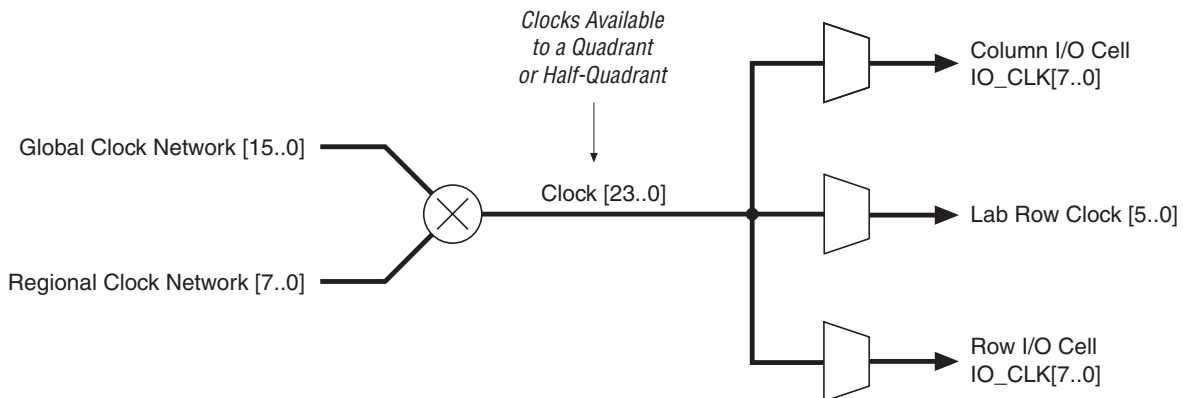 Clocks Available
to a Quadrant
or Half-Quadrant
Column I/O Cell
IO_CLK[7..0]
Global Clock Network [15..0]
Clock [23..0]
Lab Row Clock [5..0]
Regional Clock Network [7..0]
Row I/O Cell
IO_CLK[7..0]